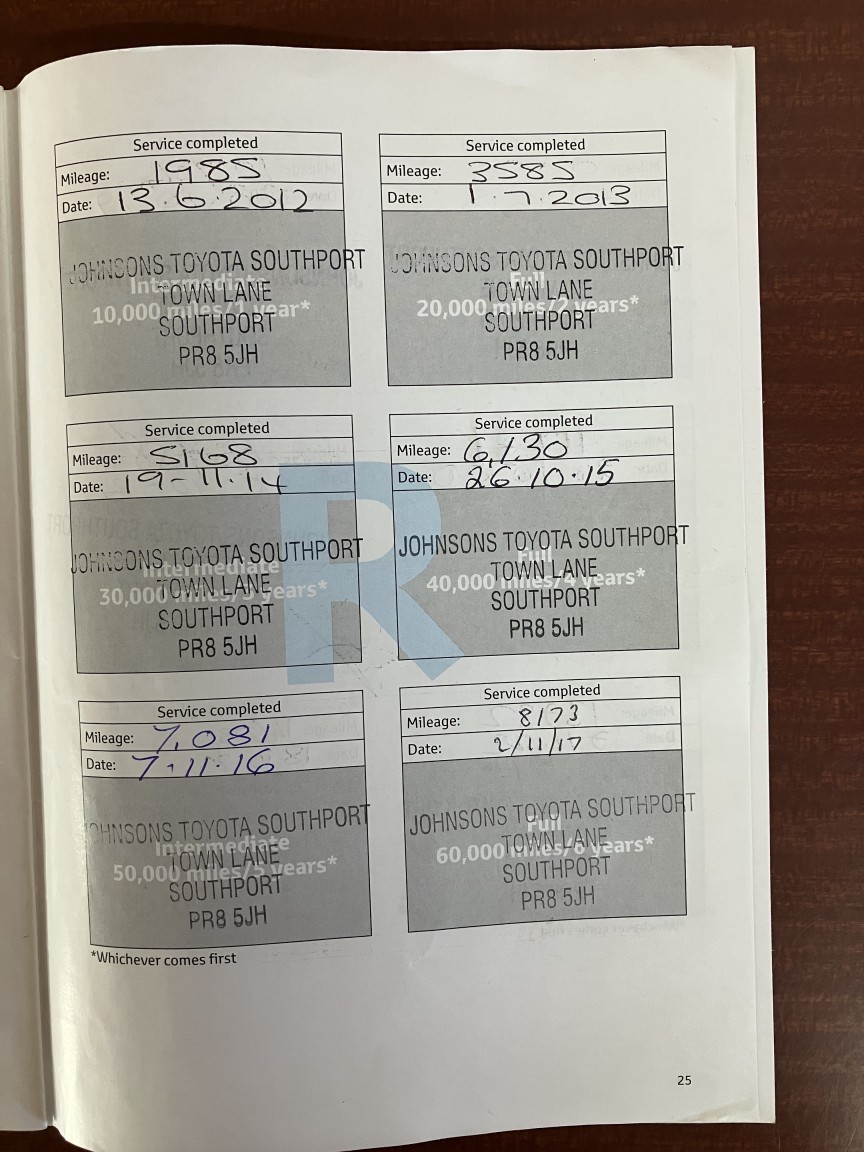 Service completed
Mileage: 1985
Date: 13.6.2012
JOHNSONS TOYOTA SOUTHPORT
Intermediate
TOWN LANE
10,000 miles/1 year*
SOUTHPORT
PR8 5JH
Service completed
Mileage: 3585
Date: 1.7.2013
JOHNSONS TOYOTA SOUTHPORT
Full
TOWN LANE
20,000 miles/2 years*
SOUTHPORT
PR8 5JH
Service completed
Mileage: 5168
Date: 19-11.14
JOHNSONS TOYOTA SOUTHPORT
Intermediate
TOWN LANE
30,000 miles/3 years*
SOUTHPORT
PR8 5JH
Service completed
Mileage: 6,130
Date: 26.10.15
JOHNSONS TOYOTA SOUTHPORT
Full
TOWN LANE
40,000 miles/4 years*
SOUTHPORT
PR8 5JH
R
Service completed
Mileage: 7,081
Date: 7.11.16
JOHNSONS TOYOTA SOUTHPORT
Intermediate
TOWN LANE
50,000 miles/5 years*
SOUTHPORT
PR8 5JH
Service completed
Mileage: 8173
Date: 2/11/17
JOHNSONS TOYOTA SOUTHPORT
Full
TOWN LANE
60,000 miles/6 years*
SOUTHPORT
PR8 5JH
*Whichever comes first
25